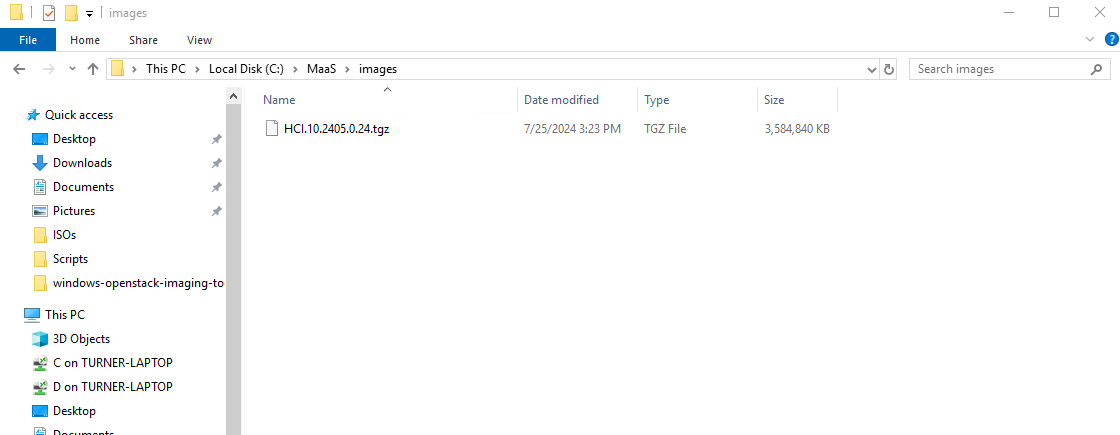 images
File Home Share View
This PC Local Disk (C:) MaaS images Search images
Name Date modified Type Size
HCI.10.2405.0.24.tgz 7/25/2024 3:23 PM TGZ File 3,584,840 KB
Quick access
Desktop
Downloads
Documents
Pictures
ISOs
Scripts
windows-openstack-imaging-to
This PC
3D Objects
C on TURNER-LAPTOP
D on TURNER-LAPTOP
Desktop
Documents